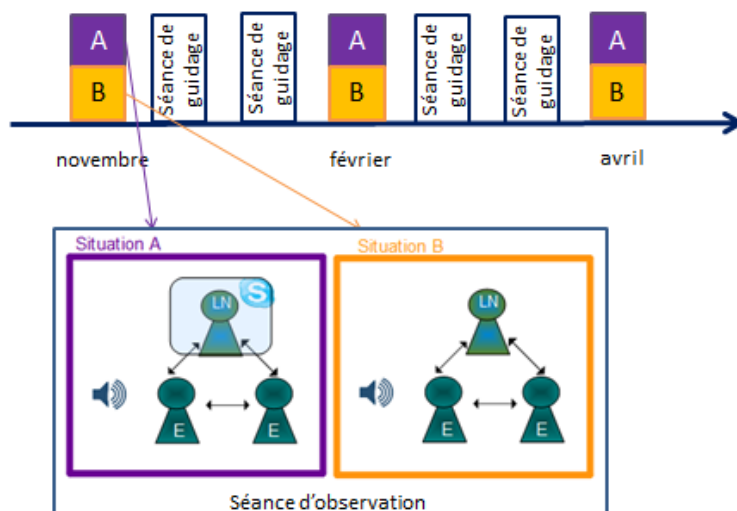 A
B
Séance de
guidage
Séance de
guidage
A
B
Séance de
guidage
Séance de
guidage
A
B
novembre
février
avril
Situation A
Situation B
LN
S
E
E
LN
E
E
Séance d'observation